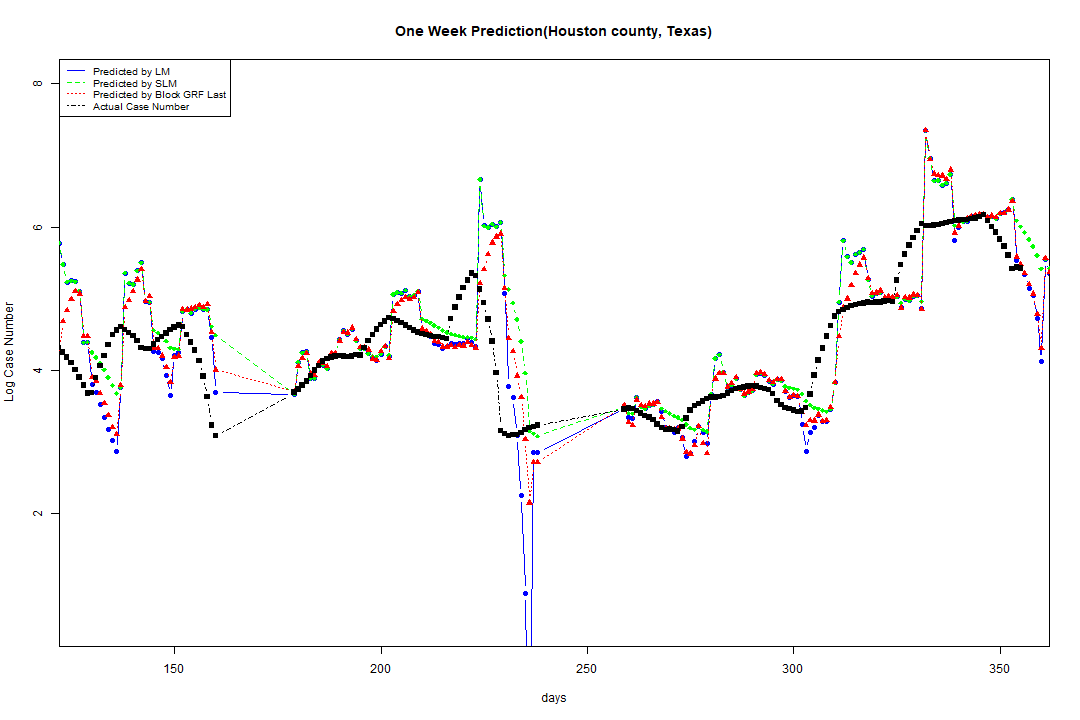 One Week Prediction(Houston county, Texas)
Predicted by LM
Predicted by SLM
Predicted by Block GRF Last
Actual Case Number
8
6
4
2
Log Case Number
150 200 250 300 350
days